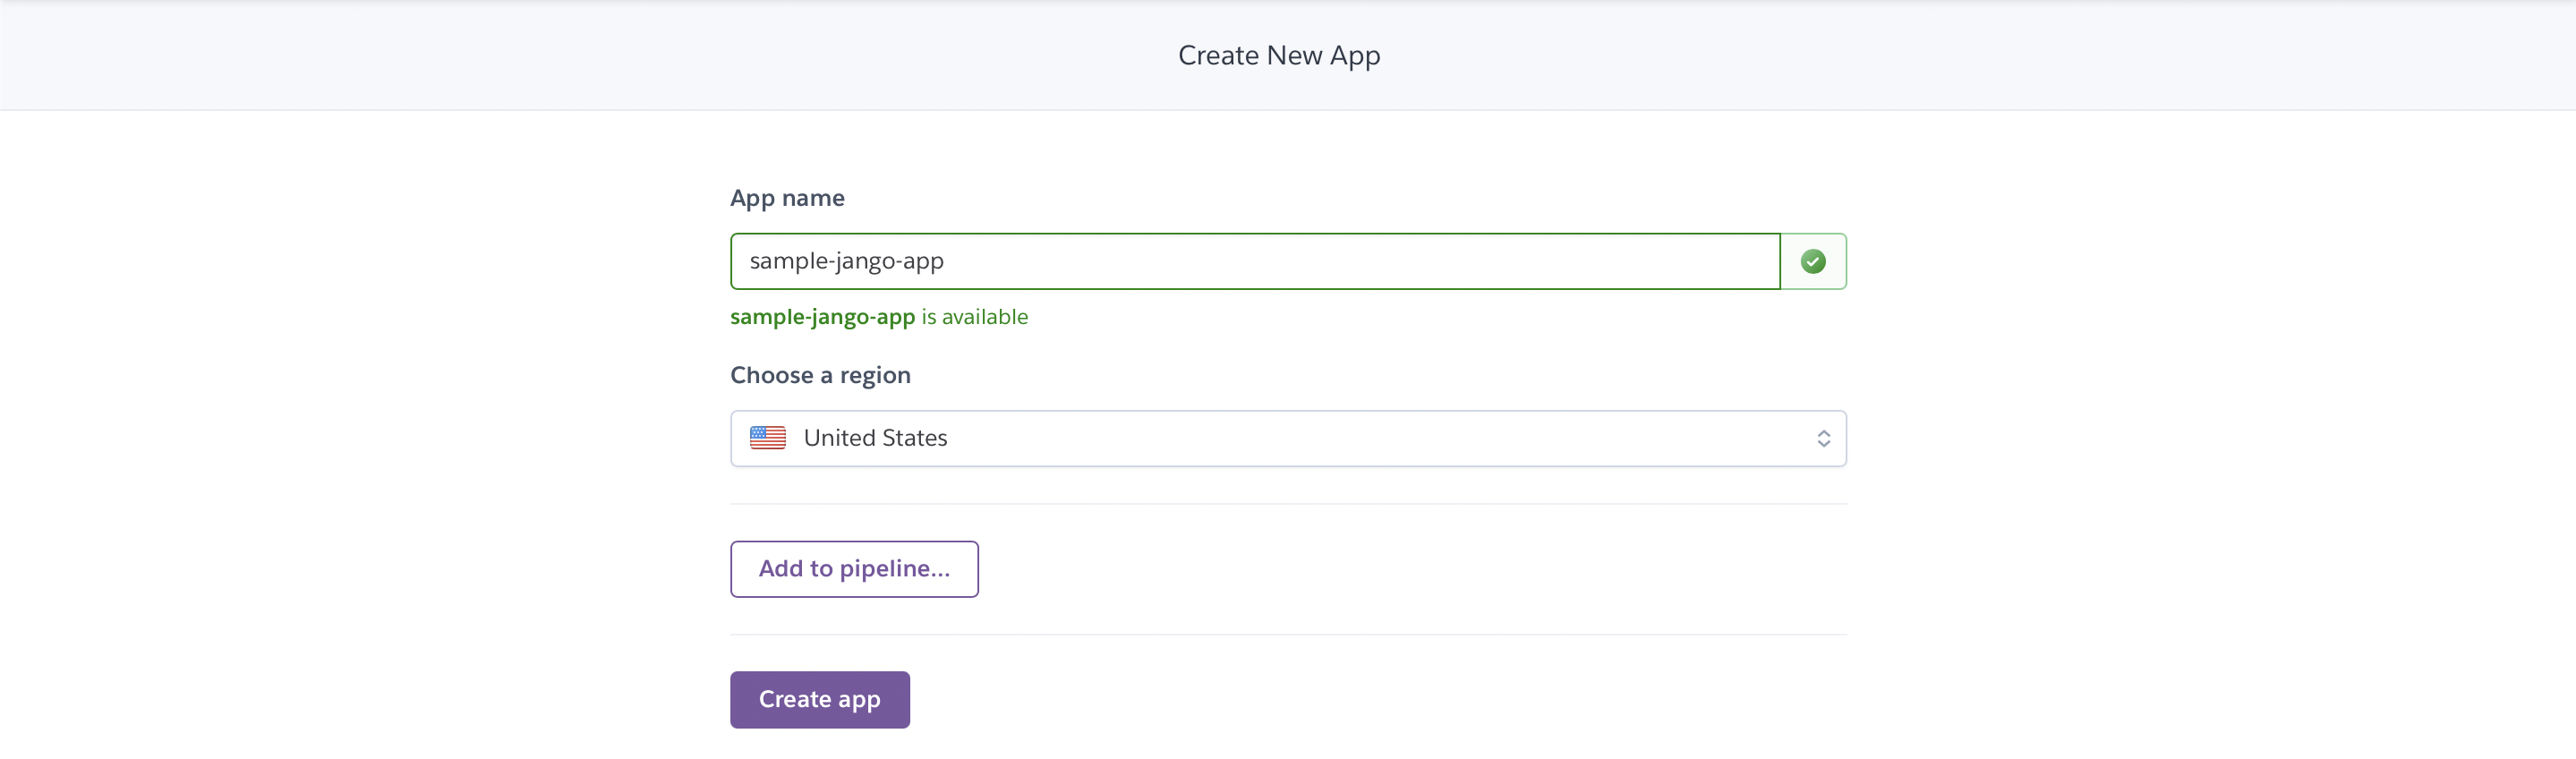 Create New App
App name
sample-jango-app
sample-jango-app is available
Choose a region
United States
Add to pipeline...
Create app